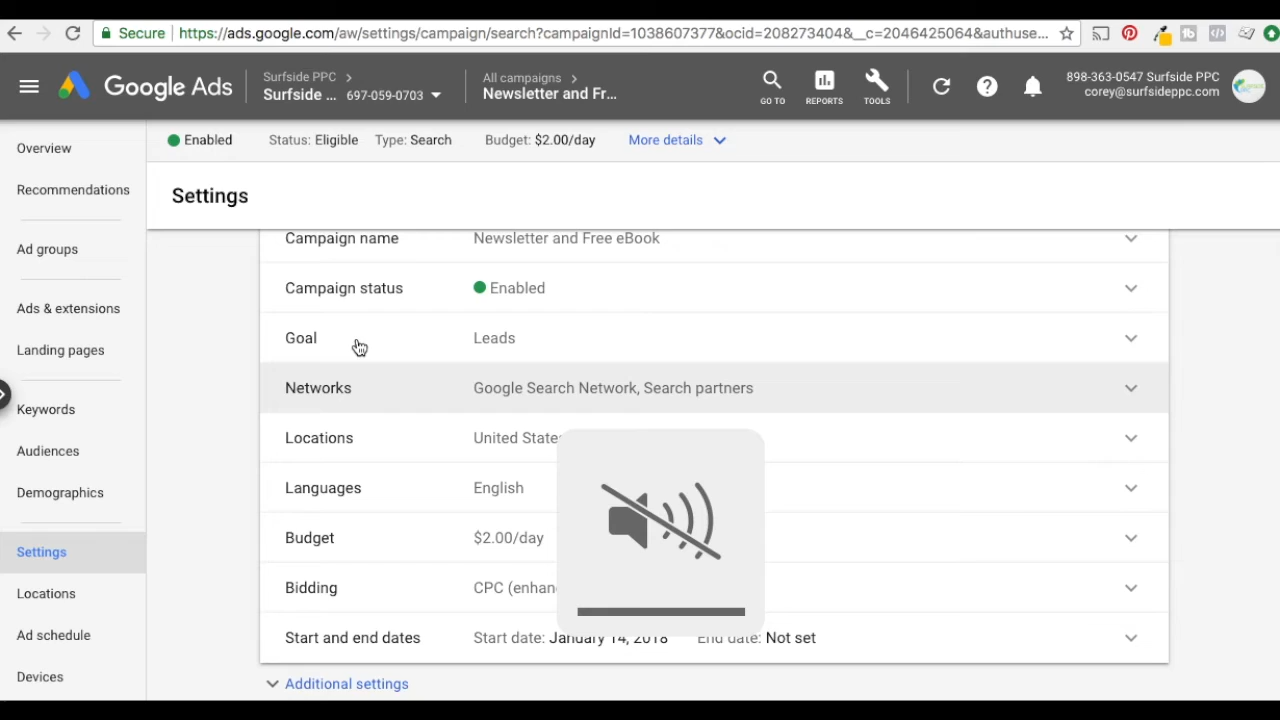 Secure https://ads.google.com/aw/settings/campaign/search?campaignId=1038607377&ocid=208273404&__c=2046425064&authuse...
Google Ads
Surfside PPC
Surfside ... 697-059-0703
All campaigns
Newsletter and Fr...
GO TO
REPORTS
TOOLS
898-363-0547 Surfside PPC
corey@surfsideppc.com
Enabled Status: Eligible Type: Search Budget: $2.00/day More details
Settings
Overview
Recommendations
Ad groups
Ads & extensions
Landing pages
Keywords
Audiences
Demographics
Settings
Locations
Ad schedule
Devices
Campaign name Newsletter and Free eBook
Campaign status Enabled
Goal Leads
Networks Google Search Network, Search partners
Locations United State
Languages English
Budget $2.00/day
Bidding CPC (enhan
Start and end dates Start date: January 14, 2018 End date: Not set
Additional settings